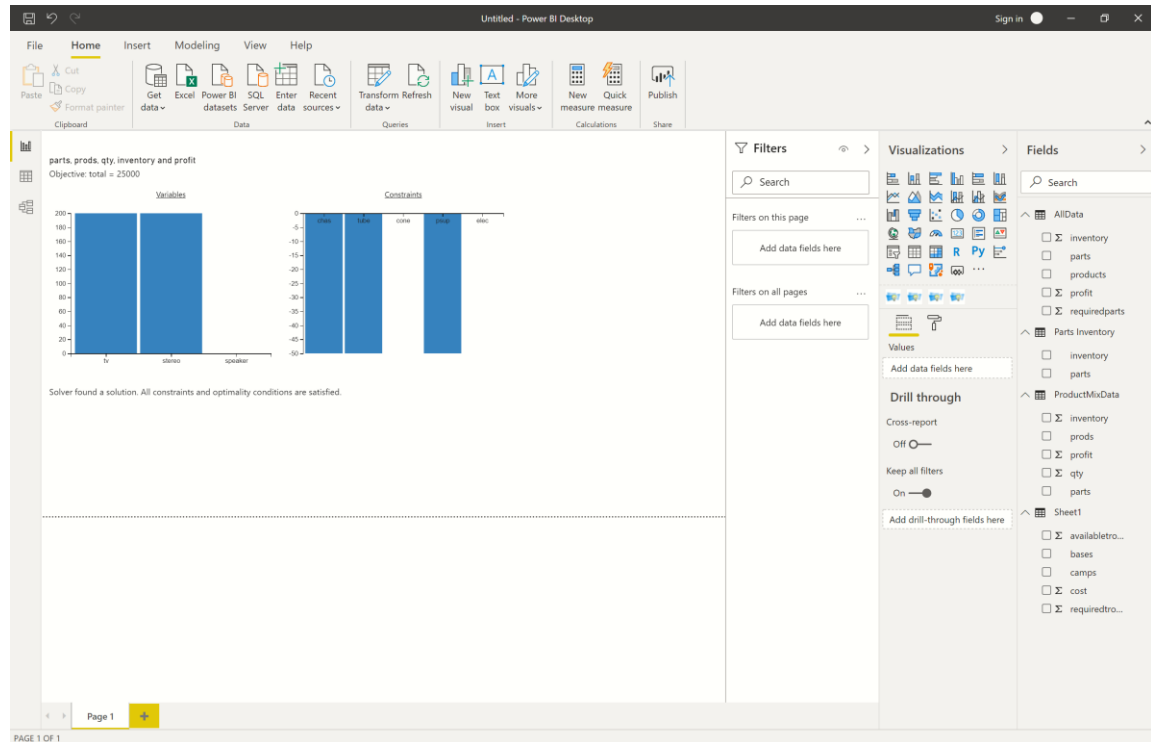 Untitled - Power BI Desktop
Sign in
File Home Insert Modeling View Help
Paste
Cut
Copy
Format painter
Clipboard
Get data
Excel
Power BI datasets
SQL Server
Enter data
Recent sources
Data
Transform data
Refresh
Queries
New visual
Text box
More visuals
Insert
New measure
Quick measure
Calculations
Publish
Share
parts, prods, qty, inventory and profit
Objective: total = 25000
Variables
200
180
160
140
120
100
80
60
40
20
0
tv stereo speaker
Constraints
0
-5
-10
-15
-20
-25
-30
-35
-40
-45
-50
chas tube cone psup elec
Solver found a solution. All constraints and optimality conditions are satisfied.
Filters
Search
Filters on this page ...
Add data fields here
Filters on all pages ...
Add data fields here
Visualizations
R Py
123
...
Values
Add data fields here
Drill through
Cross-report
Off
Keep all filters
On
Add drill-through fields here
Fields
Search
AllData
Σ inventory
parts
products
Σ profit
Σ requiredparts
Parts Inventory
inventory
parts
ProductMixData
Σ inventory
prods
Σ profit
Σ qty
parts
Sheet1
Σ availabletro...
bases
camps
Σ cost
Σ requiredtro...
Page 1
+
PAGE 1 OF 1